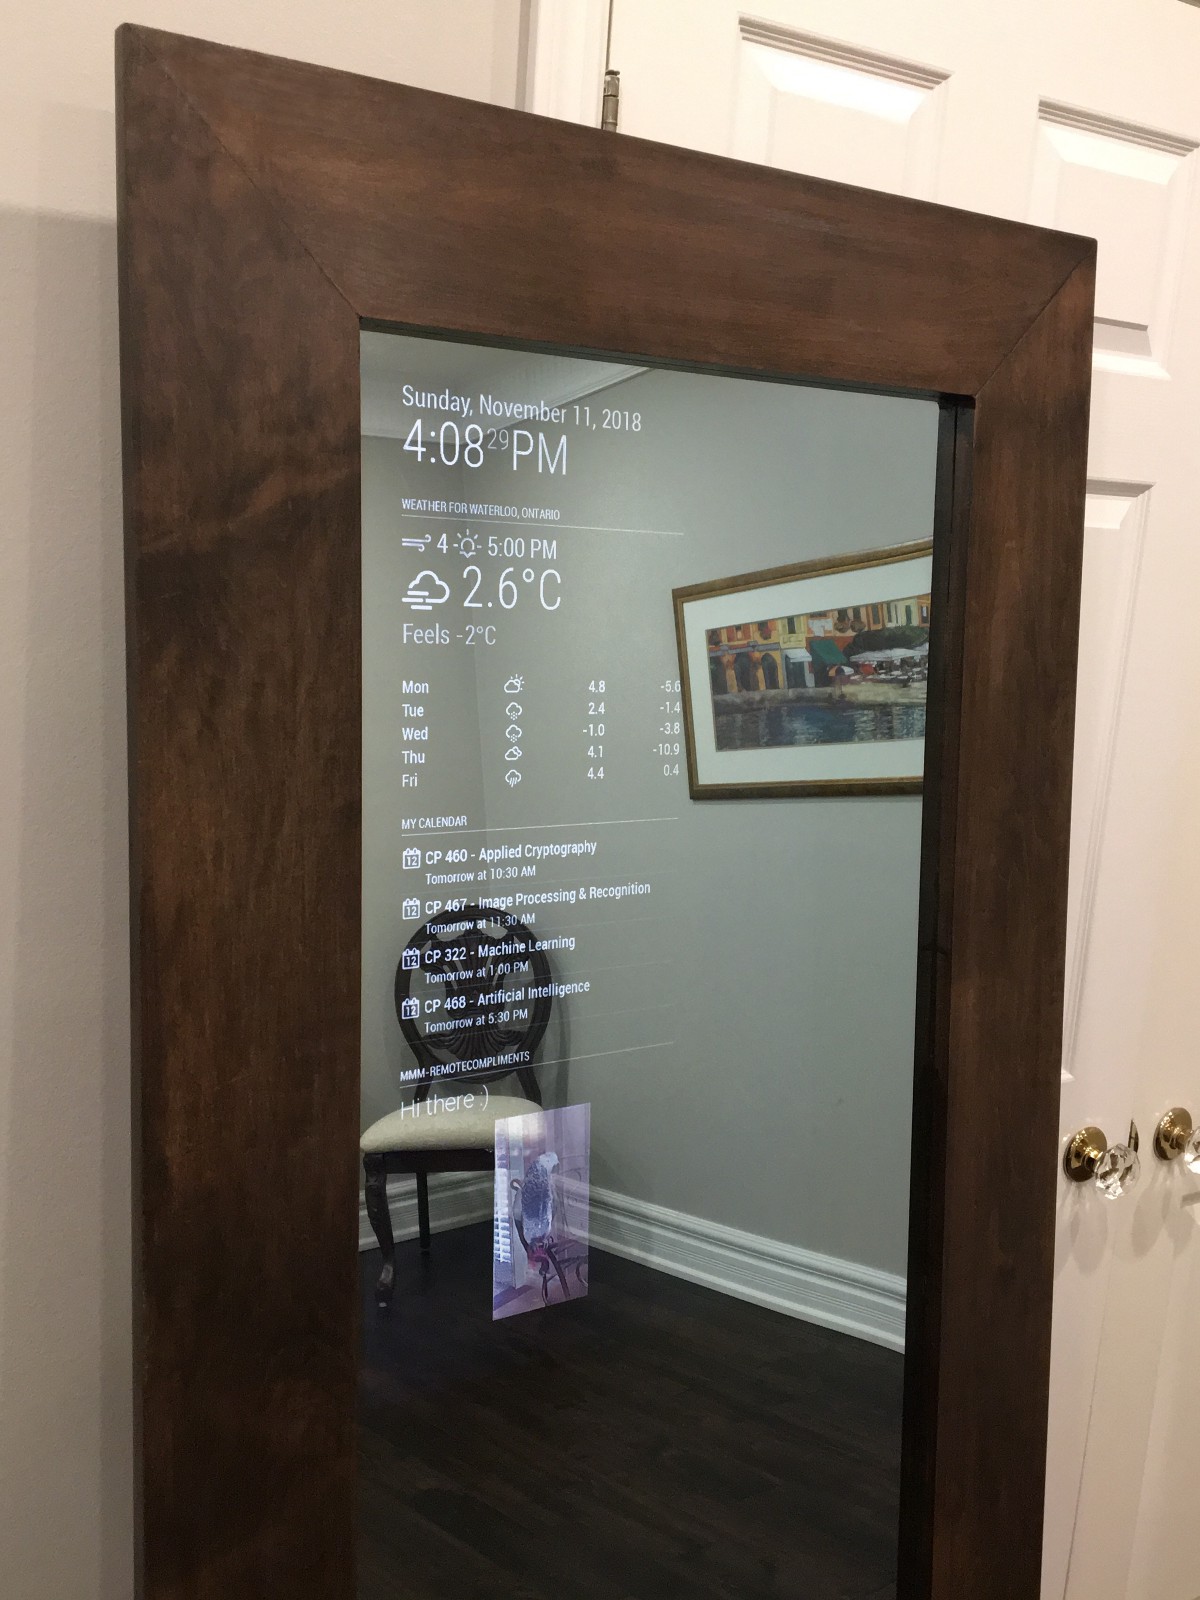 Sunday, November 11, 2018
4:08 29 PM
WEATHER FOR WATERLOO, ONTARIO
4 5:00 PM
2.6°C
Feels -2°C
Mon 4.8 -5.6
Tue 2.4 -1.4
Wed -1.0 -3.8
Thu 4.1 -10.9
Fri 4.4 0.4
MY CALENDAR
12 CP 460 - Applied Cryptography
Tomorrow at 10:30 AM
12 CP 467 - Image Processing & Recognition
Tomorrow at 11:30 AM
12 CP 322 - Machine Learning
Tomorrow at 1:00 PM
12 CP 468 - Artificial Intelligence
Tomorrow at 5:30 PM
MMM-REMOTECOMPLIMENTS
Hi there :)